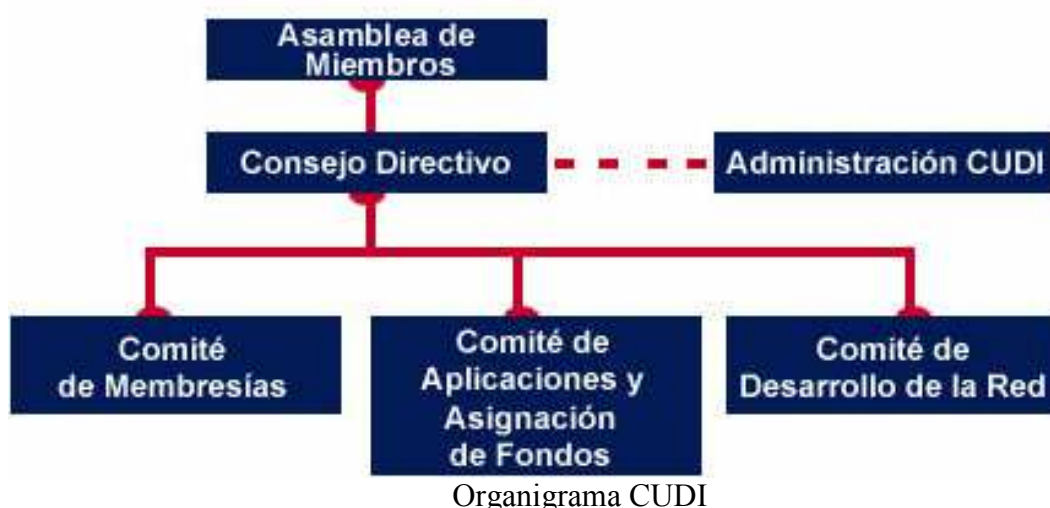 Asamblea de
Miembros
Consejo Directivo
Administración CUDI
Comité
de Membresías
Comité de
Aplicaciones y
Asignación
de Fondos
Comité de
Desarrollo de la Red
Organigrama CUDI